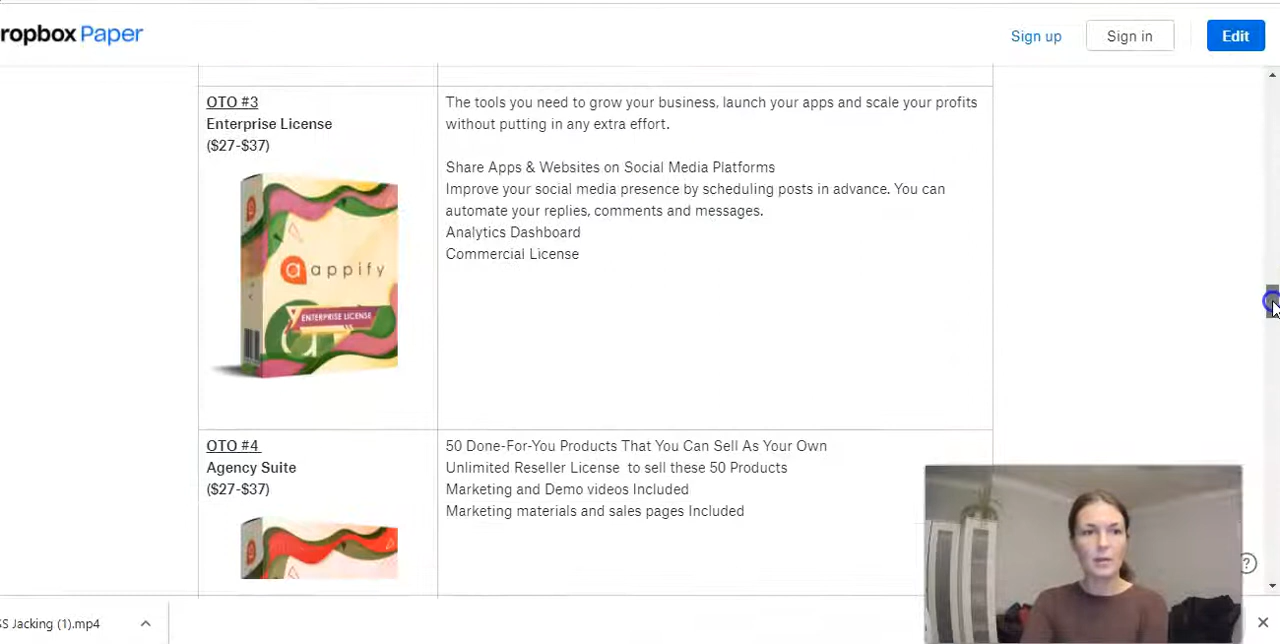 ropbox Paper
Sign up
Sign in
Edit
OTO #3
Enterprise License
($27-$37)
The tools you need to grow your business, launch your apps and scale your profits
without putting in any extra effort.
Share Apps & Websites on Social Media Platforms
Improve your social media presence by scheduling posts in advance. You can
automate your replies, comments and messages.
Analytics Dashboard
Commercial License
a appify
ENTERPRISE LICENSE
OTO #4
Agency Suite
($27-$37)
50 Done-For-You Products That You Can Sell As Your Own
Unlimited Reseller License to sell these 50 Products
Marketing and Demo videos Included
Marketing materials and sales pages Included
?
SS Jacking (1).mp4